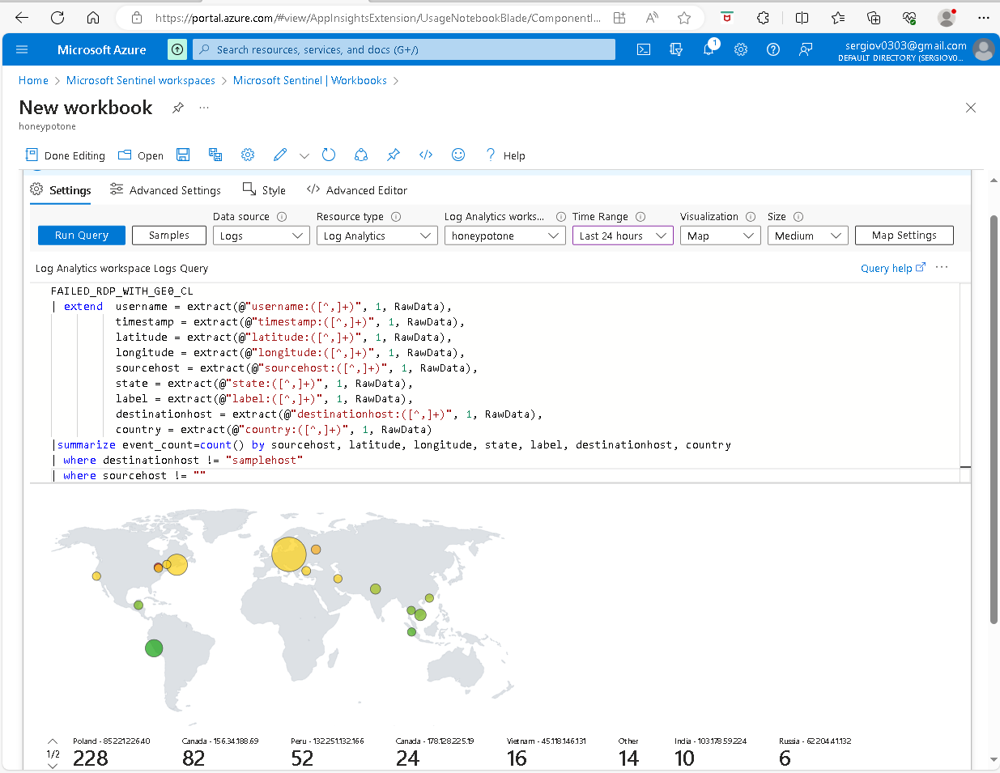 https://portal.azure.com/#view/AppInsightsExtension/UsageNotebookBlade/ComponentI...
Microsoft Azure
Search resources, services, and docs (G+/)
1
sergiov0303@gmail.com
DEFAULT DIRECTORY (SERGIOV0...
Home > Microsoft Sentinel workspaces > Microsoft Sentinel | Workbooks >
New workbook
honeypotone
Done Editing Open Help
Settings Advanced Settings Style Advanced Editor
Data source Resource type Log Analytics works... Time Range Visualization Size
Run Query Samples Logs Log Analytics honeypotone Last 24 hours Map Medium Map Settings
Log Analytics workspace Logs Query Query help
FAILED_RDP_WITH_GE0_CL
| extend username = extract(@"username:([^,]+)", 1, RawData),
timestamp = extract(@"timestamp:([^,]+)", 1, RawData),
latitude = extract(@"latitude:([^,]+)", 1, RawData),
longitude = extract(@"longitude:([^,]+)", 1, RawData),
sourcehost = extract(@"sourcehost:([^,]+)", 1, RawData),
state = extract(@"state:([^,]+)", 1, RawData),
label = extract(@"label:([^,]+)", 1, RawData),
destinationhost = extract(@"destinationhost:([^,]+)", 1, RawData),
country = extract(@"country:([^,]+)", 1, RawData)
|summarize event_count=count() by sourcehost, latitude, longitude, state, label, destinationhost, country
| where destinationhost != "samplehost"
| where sourcehost != ""
Poland - 85.221.226.40 Canada - 156.34.188.69 Peru - 132.251.132.166 Canada - 178.128.225.19 Vietnam - 45.118.146.131 Other India - 103.178.59.224 Russia - 62.204.41.132
1/2
228 82 52 24 16 14 10 6